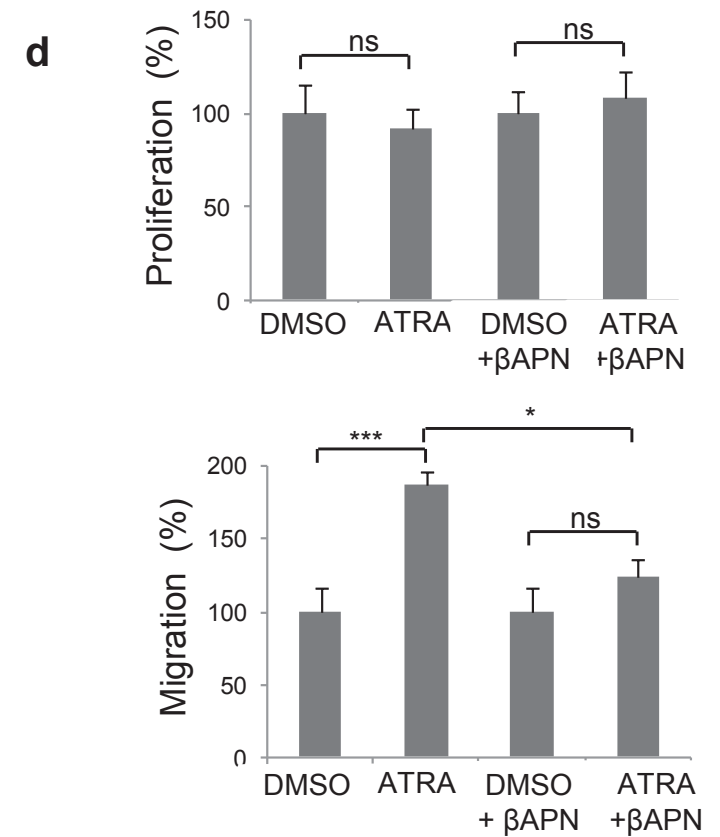 d
Proliferation (%)
150
100
50
0
ns
ns
DMSO ATRA DMSO ATRA
+βAPN +βAPN
Migration (%)
200
150
100
50
0
***
*
ns
DMSO ATRA DMSO ATRA
+ βAPN +βAPN